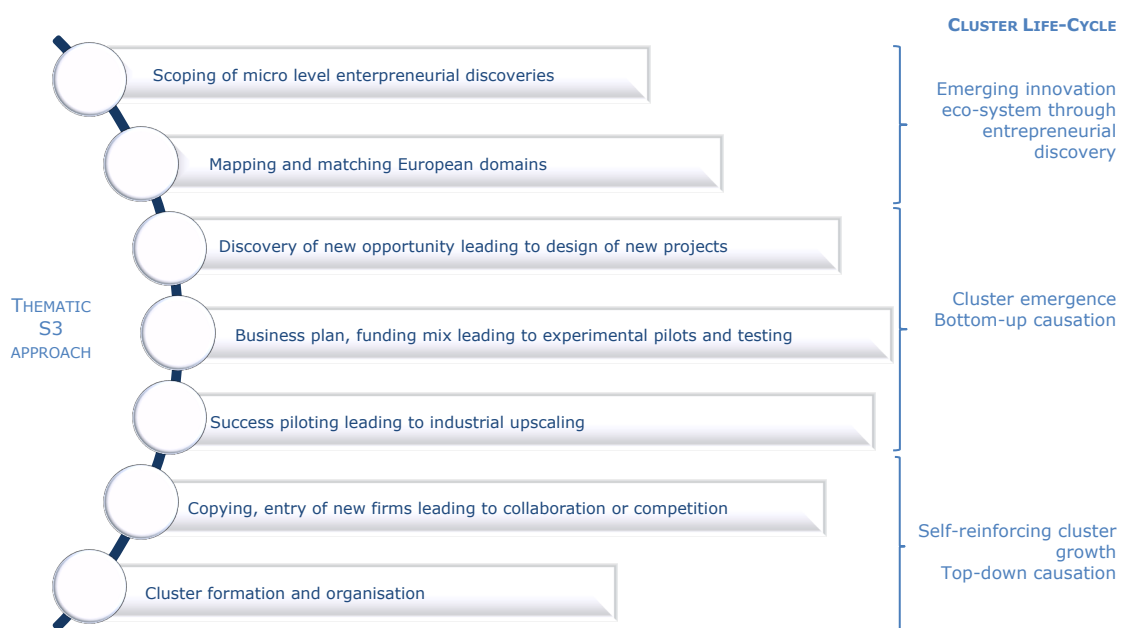 CLUSTER LIFE-CYCLE
Scoping of micro level enterpreneurial discoveries
Emerging innovation
eco-system through
entrepreneurial
discovery
Mapping and matching European domains
Discovery of new opportunity leading to design of new projects
THEMATIC
S3
APPROACH
Cluster emergence
Bottom-up causation
Business plan, funding mix leading to experimental pilots and testing
Success piloting leading to industrial upscaling
Copying, entry of new firms leading to collaboration or competition
Self-reinforcing cluster
growth
Top-down causation
Cluster formation and organisation